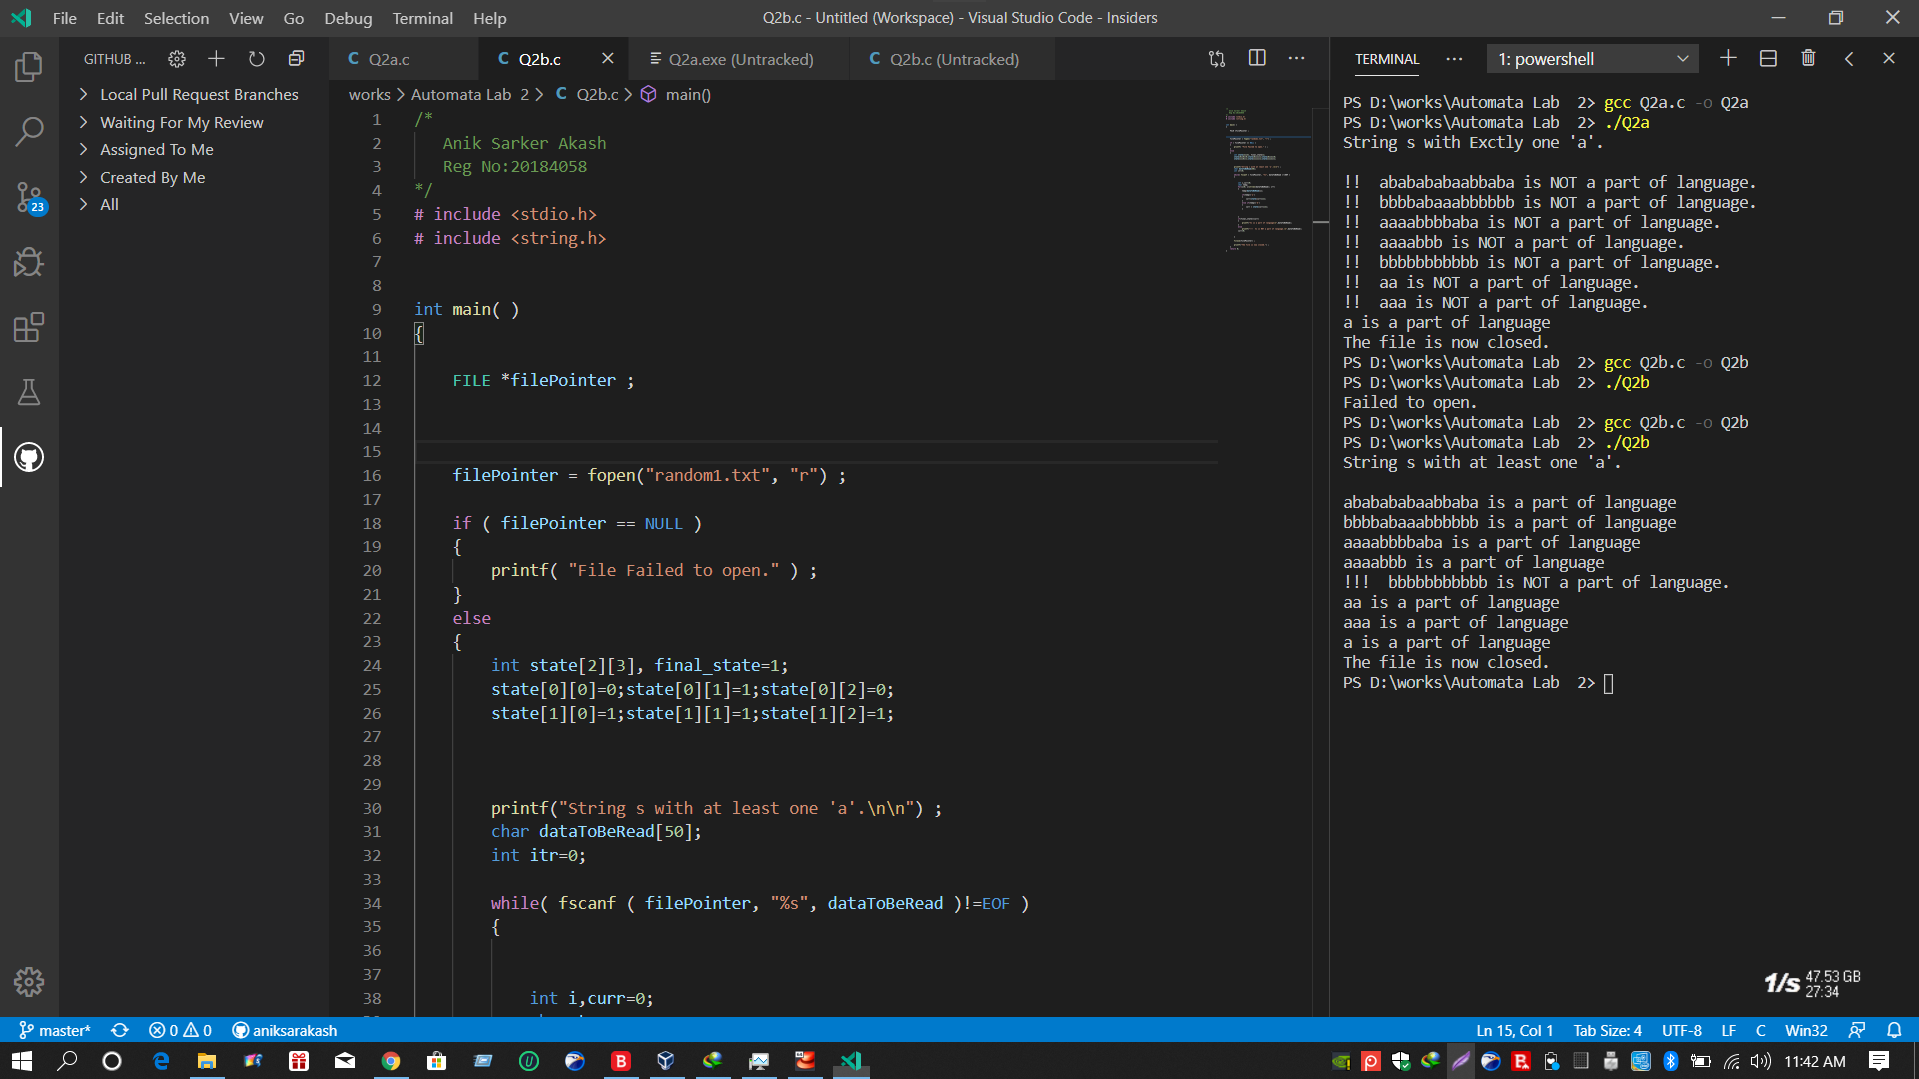 File Edit Selection View Go Debug Terminal Help
Q2b.c - Untitled (Workspace) - Visual Studio Code - Insiders
GITHUB ...
Local Pull Request Branches
Waiting For My Review
Assigned To Me
Created By Me
All
23
C Q2a.c
C Q2b.c
Q2a.exe (Untracked)
C Q2b.c (Untracked)
works > Automata Lab 2 > C Q2b.c > main()
1 /*
2 Anik Sarker Akash
3 Reg No:20184058
4 */
5 # include <stdio.h>
6 # include <string.h>
7
8
9 int main( )
10 {
11
12 FILE *filePointer ;
13
14
15
16 filePointer = fopen("random1.txt", "r") ;
17
18 if ( filePointer == NULL )
19 {
20 printf( "File Failed to open." ) ;
21 }
22 else
23 {
24 int state[2][3], final_state=1;
25 state[0][0]=0;state[0][1]=1;state[0][2]=0;
26 state[1][0]=1;state[1][1]=1;state[1][2]=1;
27
28
29
30 printf("String s with at least one 'a'.\n\n") ;
31 char dataToBeRead[50];
32 int itr=0;
33
34 while( fscanf ( filePointer, "%s", dataToBeRead )!=EOF )
35 {
36
37
38 int i,curr=0;
TERMINAL ... 1: powershell
PS D:\works\Automata Lab  2> gcc Q2a.c -o Q2a
PS D:\works\Automata Lab  2> ./Q2a
String s with Exctly one 'a'.
!!  ababababaabbaba is NOT a part of language.
!!  bbbbabaaabbbbbb is NOT a part of language.
!!  aaaabbbbaba is NOT a part of language.
!!  aaaabbb is NOT a part of language.
!!  bbbbbbbbbbb is NOT a part of language.
!!  aa is NOT a part of language.
!!  aaa is NOT a part of language.
a is a part of language
The file is now closed.
PS D:\works\Automata Lab  2> gcc Q2b.c -o Q2b
PS D:\works\Automata Lab  2> ./Q2b
Failed to open.
PS D:\works\Automata Lab  2> gcc Q2b.c -o Q2b
PS D:\works\Automata Lab  2> ./Q2b
String s with at least one 'a'.
ababababaabbaba is a part of language
bbbbabaaabbbbbb is a part of language
aaaabbbbaba is a part of language
aaaabbb is a part of language
!!!  bbbbbbbbbbb is NOT a part of language.
aa is a part of language
aaa is a part of language
a is a part of language
The file is now closed.
PS D:\works\Automata Lab  2>
1/s 47.53 GB
27:34
master* 0 0 aniksarakash
Ln 15, Col 1 Tab Size: 4 UTF-8 LF C Win32
11:42 AM